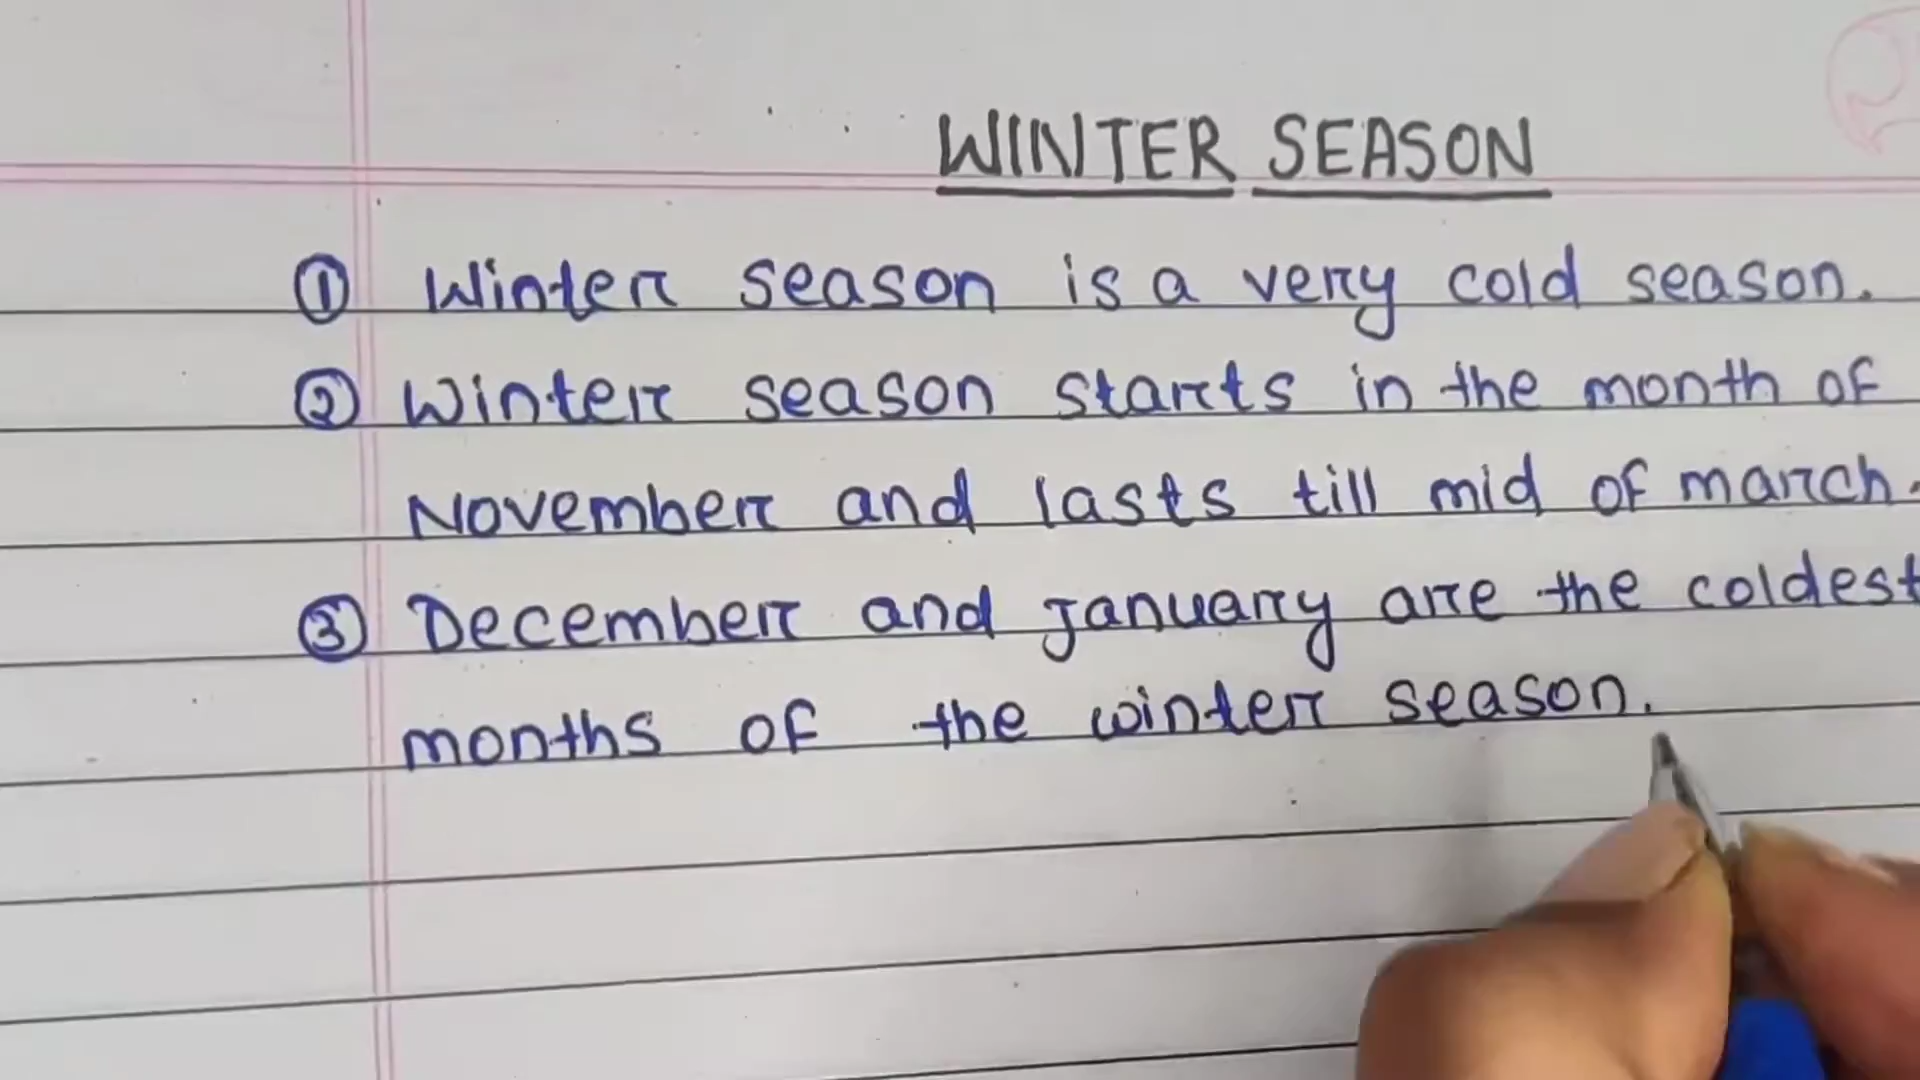 WINTER SEASON
① Winter season is a very cold season.
② Winter season starts in the month of
November and lasts till mid of march.
③ December and January are the coldest
months of the winter season.